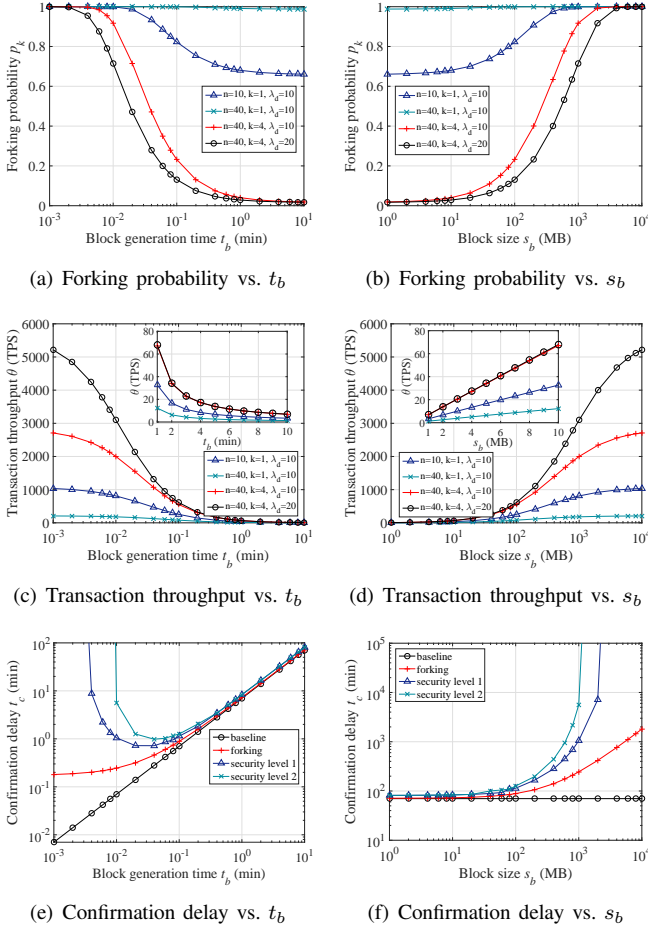 Forking probability p_k
1
0.8
0.6
0.4
0.2
0
n=10, k=1, λ_d=10
n=40, k=1, λ_d=10
n=40, k=4, λ_d=10
n=40, k=4, λ_d=20
10^-3
10^-2
10^-1
10^0
10^1
Block generation time t_b (min)
(a) Forking probability vs. t_b
Forking probability p_k
1
0.8
0.6
0.4
0.2
0
n=10, k=1, λ_d=10
n=40, k=1, λ_d=10
n=40, k=4, λ_d=10
n=40, k=4, λ_d=20
10^0
10^1
10^2
10^3
10^4
Block size s_b (MB)
(b) Forking probability vs. s_b
Transaction throughput θ (TPS)
6000
5000
4000
3000
2000
1000
0
θ (TPS)
80
60
40
20
0
1 2 4 6 8 10
t_b (min)
n=10, k=1, λ_d=10
n=40, k=1, λ_d=10
n=40, k=4, λ_d=10
n=40, k=4, λ_d=20
10^-3
10^-2
10^-1
10^0
10^1
Block generation time t_b (min)
(c) Transaction throughput vs. t_b
Transaction throughput θ (TPS)
6000
5000
4000
3000
2000
1000
0
θ (TPS)
80
60
40
20
0
1 2 4 6 8 10
s_b (MB)
n=10, k=1, λ_d=10
n=40, k=1, λ_d=10
n=40, k=4, λ_d=10
n=40, k=4, λ_d=20
10^0
10^1
10^2
10^3
10^4
Block size s_b (MB)
(d) Transaction throughput vs. s_b
Confirmation delay t_c (min)
10^2
10^1
10^0
10^-1
10^-2
baseline
forking
security level 1
security level 2
10^-3
10^-2
10^-1
10^0
10^1
Block generation time t_b (min)
(e) Confirmation delay vs. t_b
Confirmation delay t_c (min)
10^5
10^4
10^3
10^2
10^1
baseline
forking
security level 1
security level 2
10^0
10^1
10^2
10^3
10^4
Block size s_b (MB)
(f) Confirmation delay vs. s_b